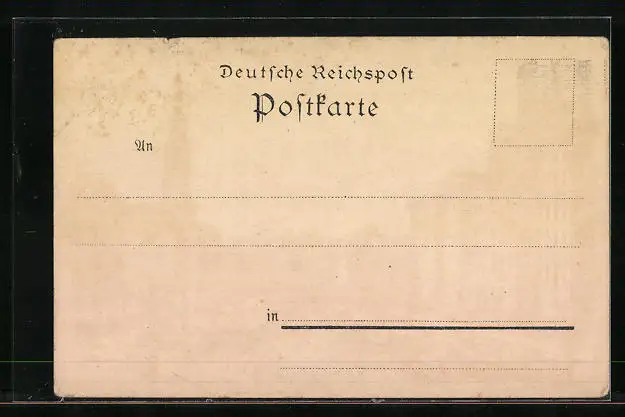 Deutſche Reichspoſt
Poſtkarte
An
in